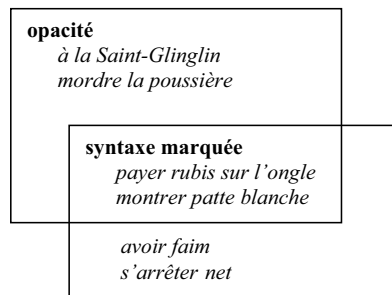 opacité
à la Saint-Glinglin
mordre la poussière
syntaxe marquée
payer rubis sur l’ongle
montrer patte blanche
avoir faim
s’arrêter net